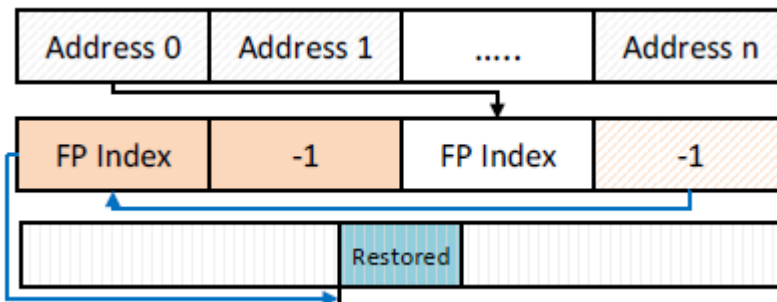 Address 0 Address 1 ..... Address n
FP Index -1 FP Index -1
Restored